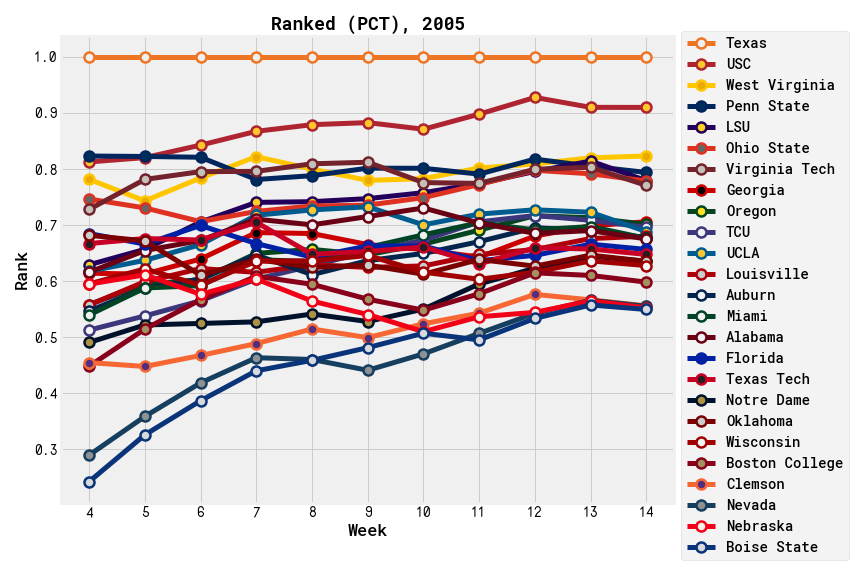 Ranked (PCT), 2005
Rank
1.0
0.9
0.8
0.7
0.6
0.5
0.4
0.3
4 5 6 7 8 9 10 11 12 13 14
Week
Texas
USC
West Virginia
Penn State
LSU
Ohio State
Virginia Tech
Georgia
Oregon
TCU
UCLA
Louisville
Auburn
Miami
Alabama
Florida
Texas Tech
Notre Dame
Oklahoma
Wisconsin
Boston College
Clemson
Nevada
Nebraska
Boise State